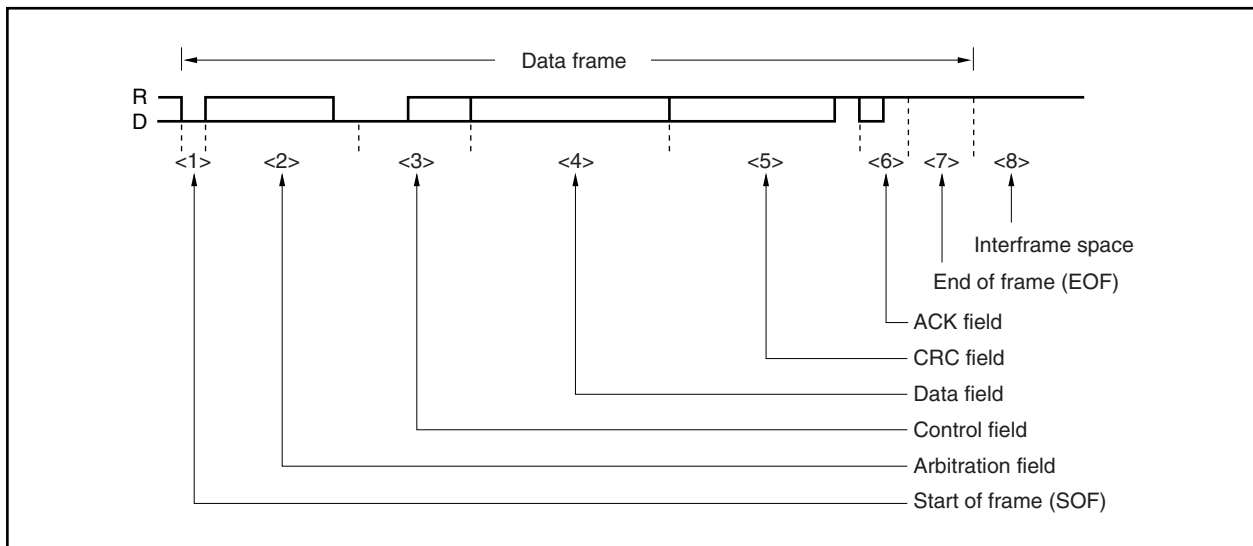 Data frame
R
D
<1> <2> <3> <4> <5> <6> <7> <8>
Interframe space
End of frame (EOF)
ACK field
CRC field
Data field
Control field
Arbitration field
Start of frame (SOF)